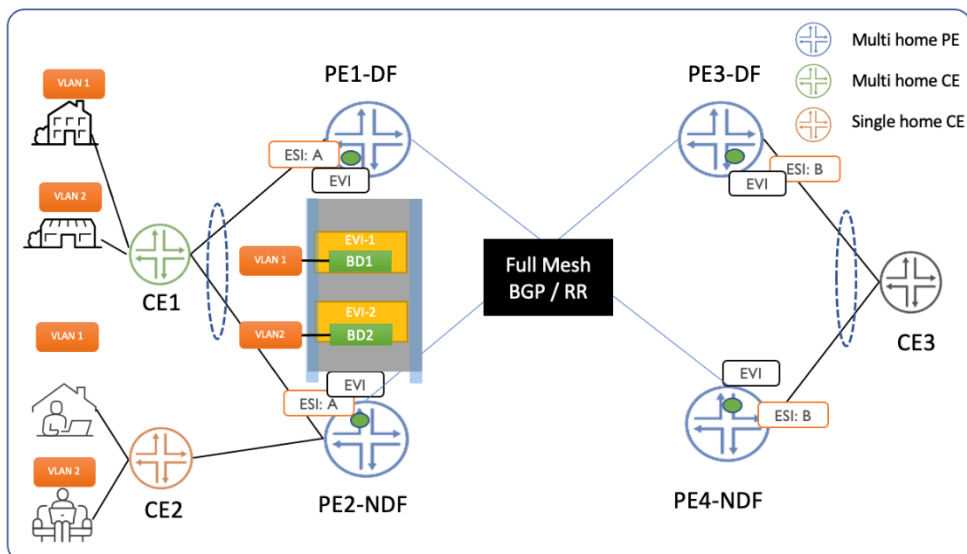 Multi home PE
Multi home CE
Single home CE
PE1-DF
PE3-DF
VLAN 1
ESI: A
EVI
EVI
ESI: B
VLAN 2
EVI-1
VLAN 1
BD1
Full Mesh
BGP / RR
CE1
EVI-2
VLAN2
BD2
CE3
VLAN 1
EVI
ESI: A
EVI
ESI: B
VLAN 2
CE2
PE2-NDF
PE4-NDF